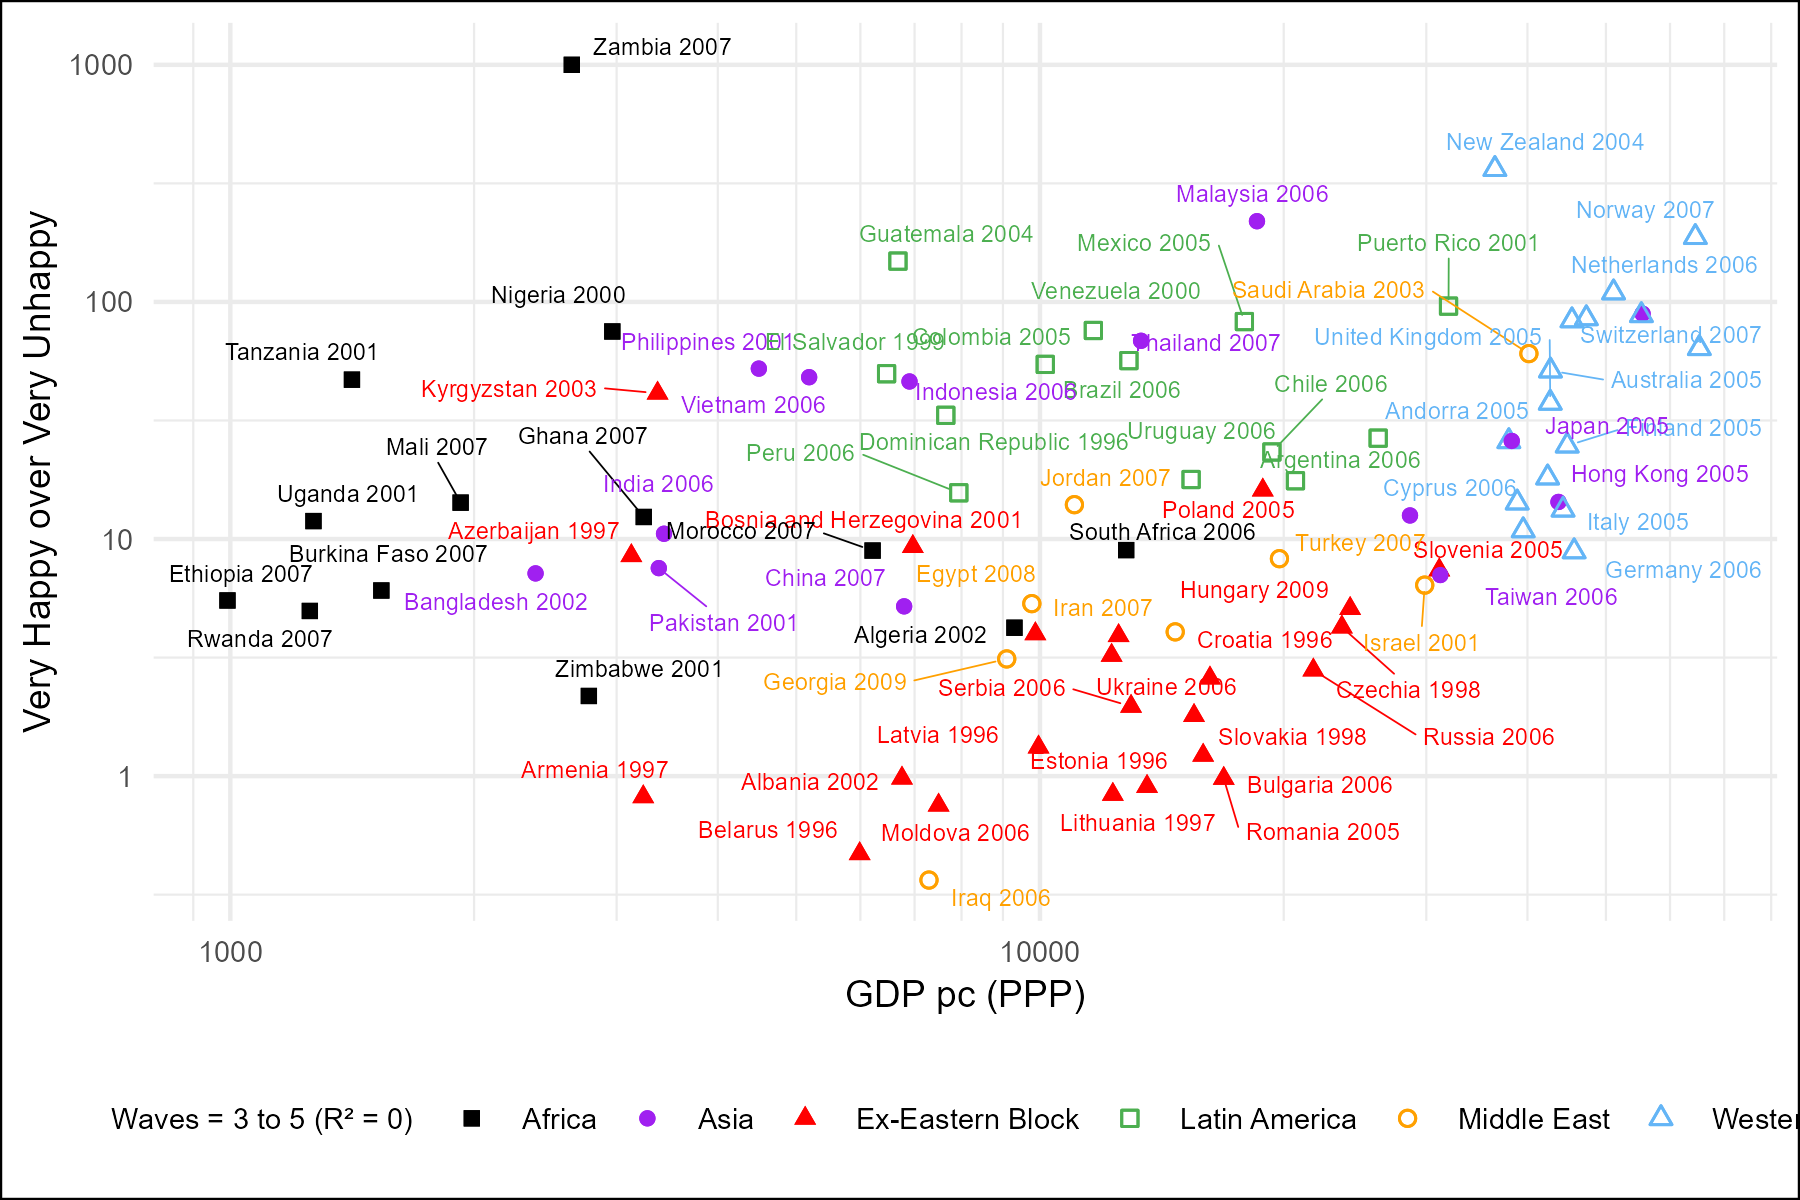 Zambia 2007
1000
New Zealand 2004
Malaysia 2006
Norway 2007
Guatemala 2004
Mexico 2005
Puerto Rico 2001
Netherlands 2006
Nigeria 2000
Venezuela 2000
Saudi Arabia 2003
100
Philippines 2001
El Salvador 1999
Colombia 2005
Thailand 2007
United Kingdom 2005
Switzerland 2007
Tanzania 2001
Kyrgyzstan 2003
Vietnam 2006
Indonesia 2006
Brazil 2006
Chile 2006
Australia 2005
Andorra 2005
Mali 2007
Ghana 2007
Peru 2006
Dominican Republic 1996
Uruguay 2006
Japan 2005
Finland 2005
Argentina 2006
Uganda 2001
India 2006
Jordan 2007
Hong Kong 2005
Cyprus 2006
Azerbaijan 1997
Morocco 2007
Bosnia and Herzegovina 2001
Poland 2005
South Africa 2006
Italy 2005
10
Burkina Faso 2007
Turkey 2007
Slovenia 2005
Germany 2006
Ethiopia 2007
Bangladesh 2002
China 2007
Egypt 2008
Hungary 2009
Taiwan 2006
Rwanda 2007
Pakistan 2001
Algeria 2002
Iran 2007
Croatia 1996
Israel 2001
Zimbabwe 2001
Georgia 2009
Serbia 2006
Ukraine 2006
Czechia 1998
Latvia 1996
Slovakia 1998
Russia 2006
Armenia 1997
Albania 2002
Estonia 1996
Bulgaria 2006
1
Belarus 1996
Moldova 2006
Lithuania 1997
Romania 2005
Iraq 2006
Very Happy over Very Unhappy
1000
10000
GDP pc (PPP)
Waves = 3 to 5 (R² = 0) Africa Asia Ex-Eastern Block Latin America Middle East Wester